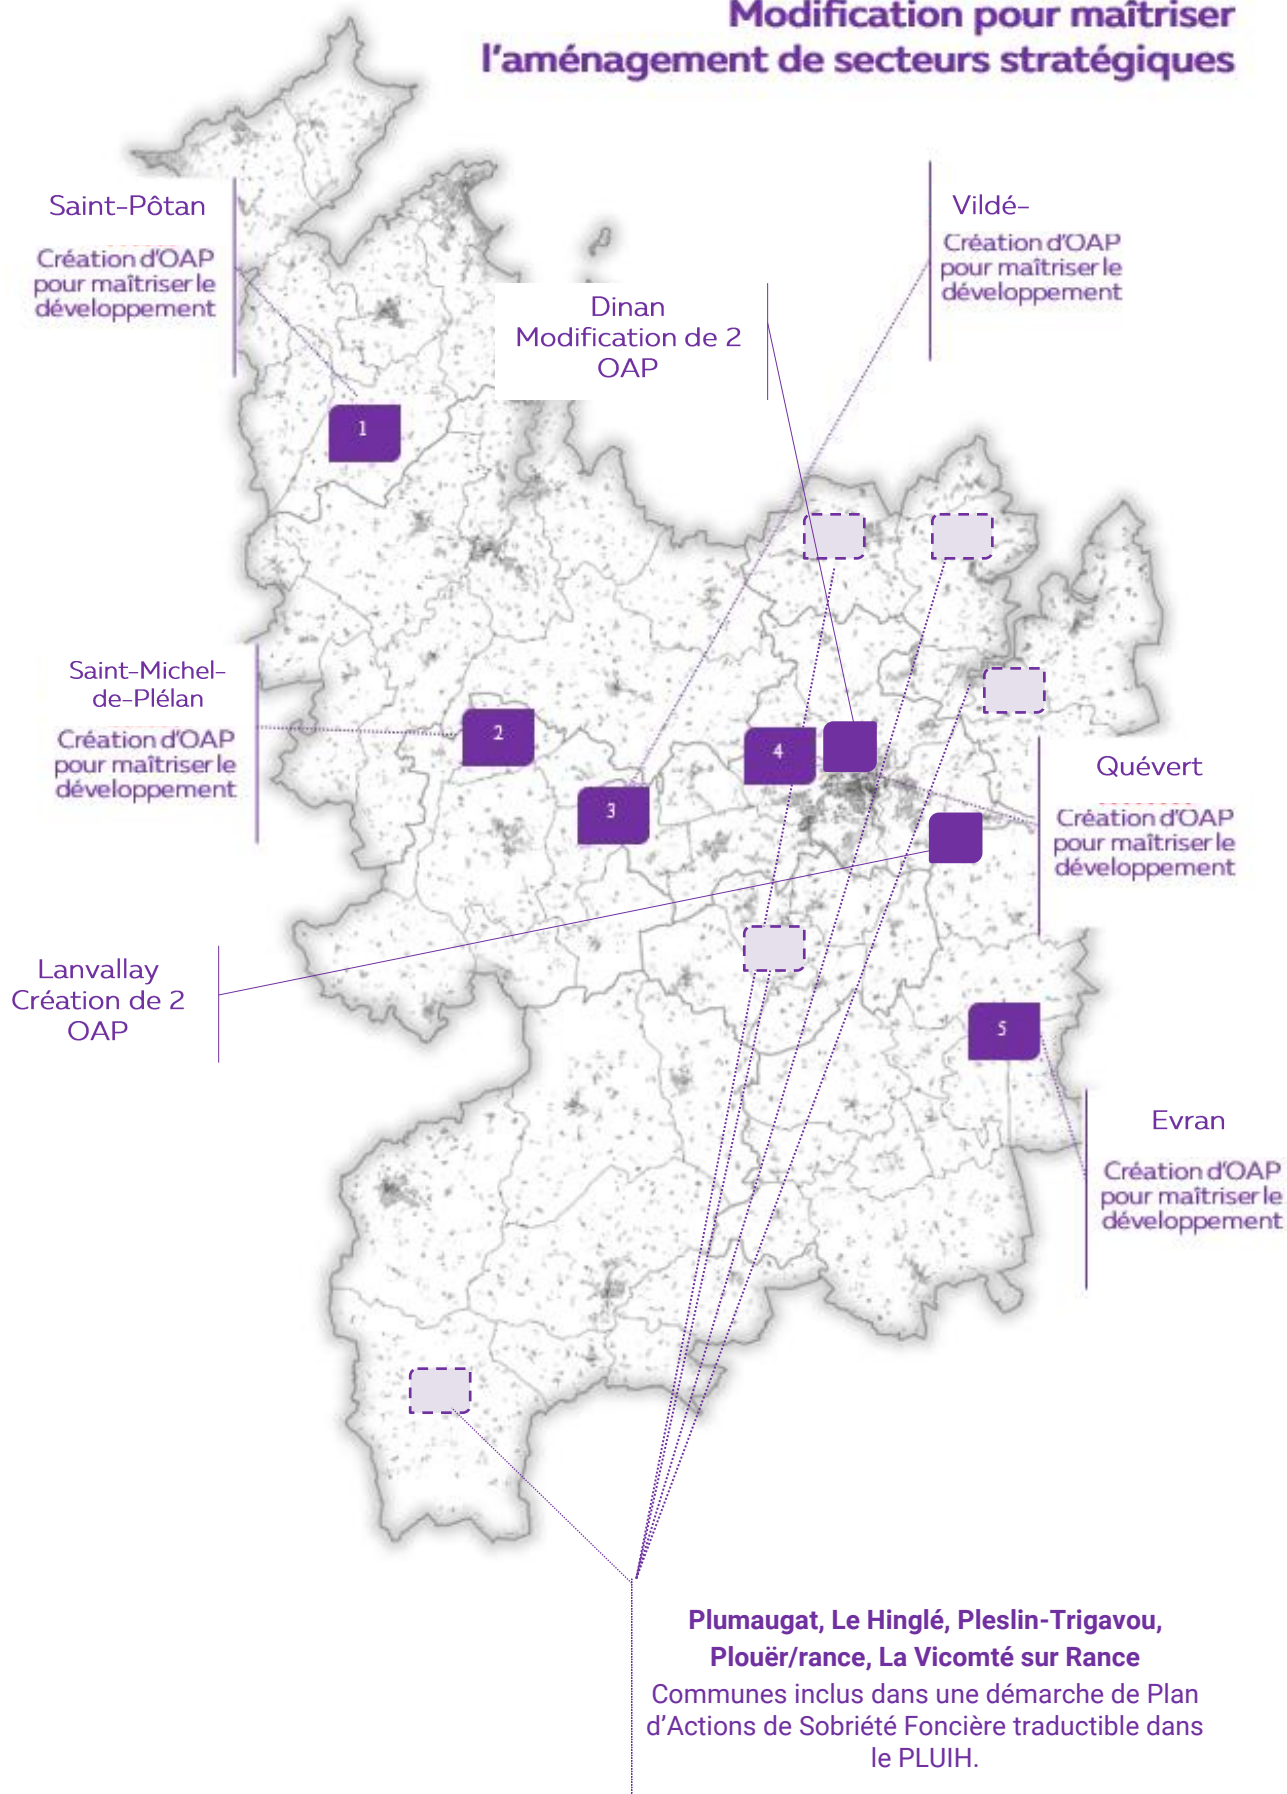 Modification pour maîtriser
l'aménagement de secteurs stratégiques
Saint-Pôtan
Création d'OAP
pour maîtriser le
développement
Vildé-
Création d'OAP
pour maîtriser le
développement
Dinan
Modification de 2
OAP
1
Saint-Michel-
de-Plélan
Création d'OAP
pour maîtriser le
développement
2
3
4
Quévert
Création d'OAP
pour maîtriser le
développement
Lanvallay
Création de 2
OAP
5
Evran
Création d'OAP
pour maîtriser le
développement
Plumaugat, Le Hinglé, Pleslin-Trigavou,
Plouër/rance, La Vicomté sur Rance
Communes inclus dans une démarche de Plan
d'Actions de Sobriété Foncière traductible dans
le PLUIH.